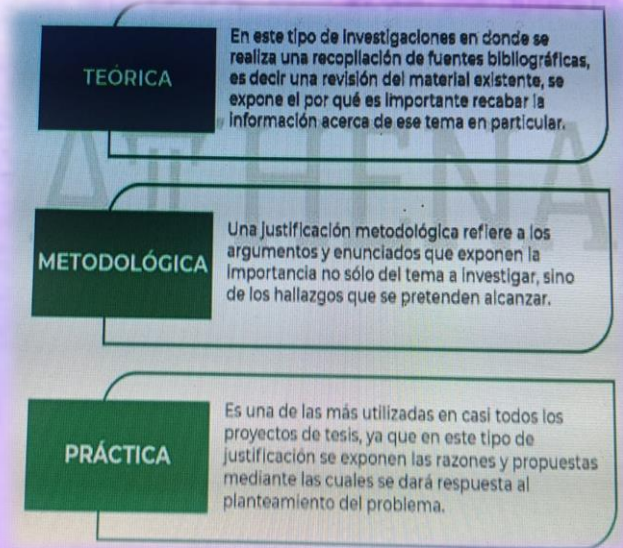 TEÓRICA
En este tipo de investigaciones en donde se
realiza una recopilación de fuentes bibliográficas,
es decir una revisión del material existente, se
expone el por qué es importante recabar la
información acerca de ese tema en particular.
METODOLÓGICA
Una justificación metodológica refiere a los
argumentos y enunciados que exponen la
importancia no sólo del tema a investigar, sino
de los hallazgos que se pretenden alcanzar.
PRÁCTICA
Es una de las más utilizadas en casi todos los
proyectos de tesis, ya que en este tipo de
justificación se exponen las razones y propuestas
mediante las cuales se dará respuesta al
planteamiento del problema.